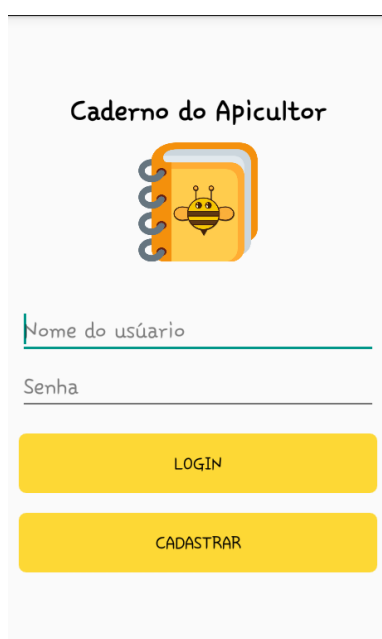 Caderno do Apicultor
Nome do usúario
Senha
LOGIN
CADASTRAR